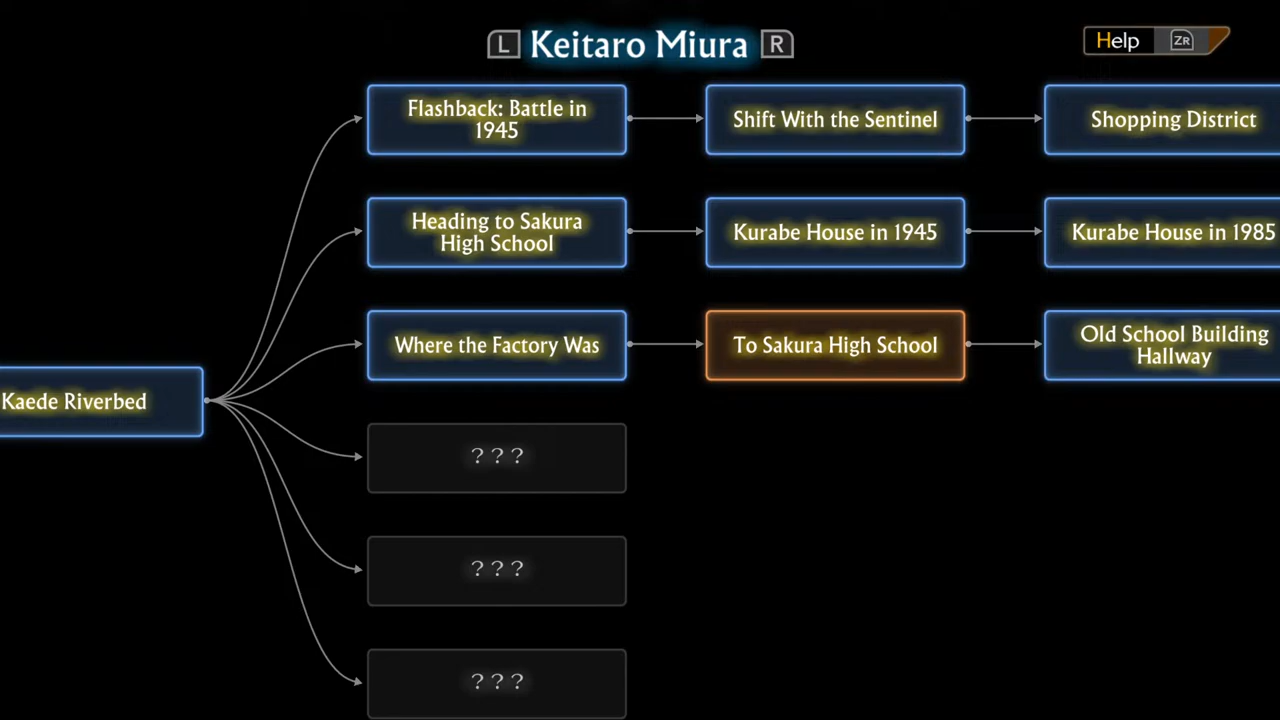 L Keitaro Miura R
Help ZR
Flashback: Battle in
1945
Shift With the Sentinel
Shopping District
Heading to Sakura
High School
Kurabe House in 1945
Kurabe House in 1985
Where the Factory Was
To Sakura High School
Old School Building
Hallway
Kaede Riverbed
? ? ?
? ? ?
? ? ?